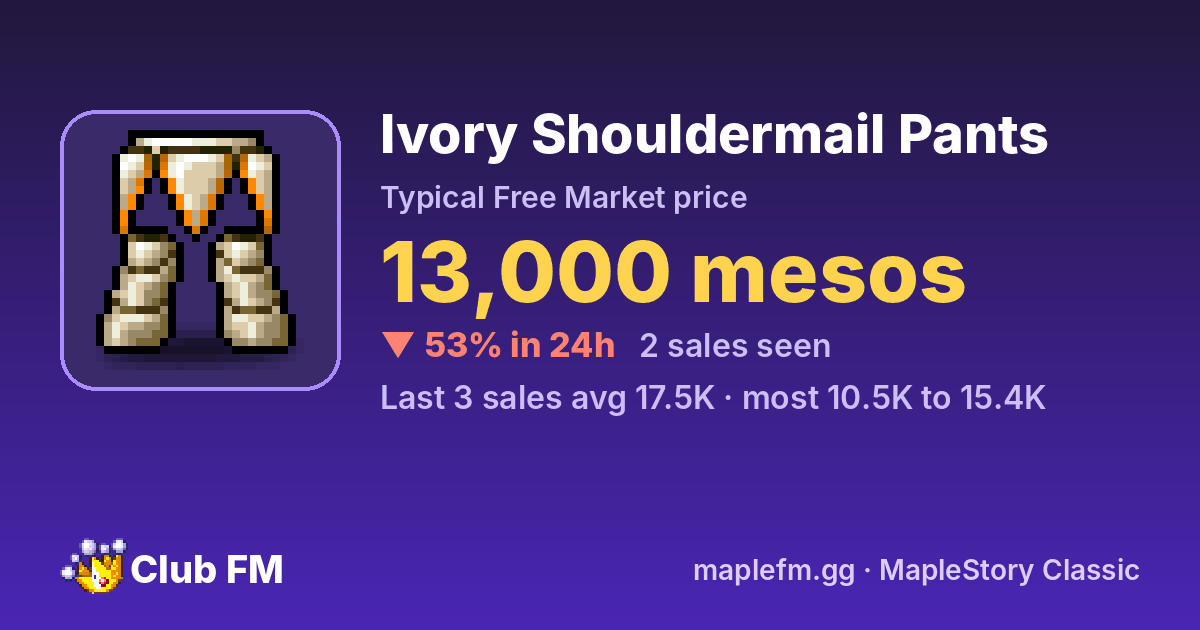 Ivory Shouldermail Pants
Typical Free Market price
13,000 mesos
▼ 53% in 24h 2 sales seen
Last 3 sales avg 17.5K · most 10.5K to 15.4K
Club FM
maplefm.gg · MapleStory Classic